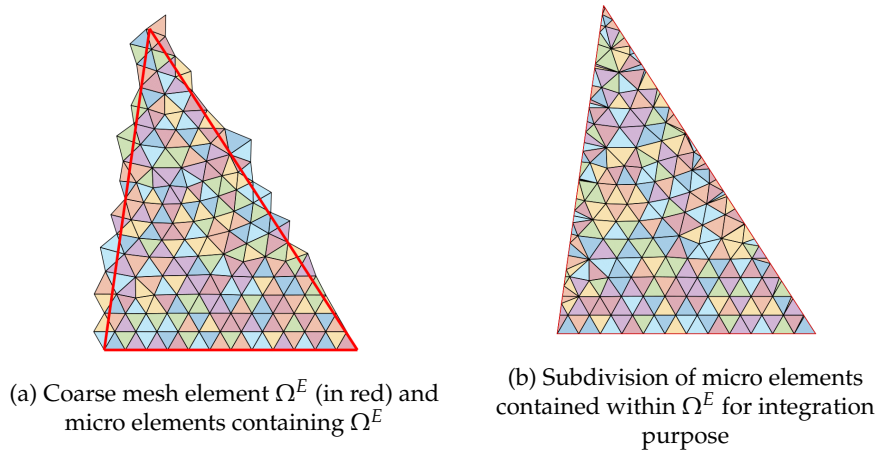 (a) Coarse mesh element Ω^E (in red) and
micro elements containing Ω^E
(b) Subdivision of micro elements
contained within Ω^E for integration
purpose